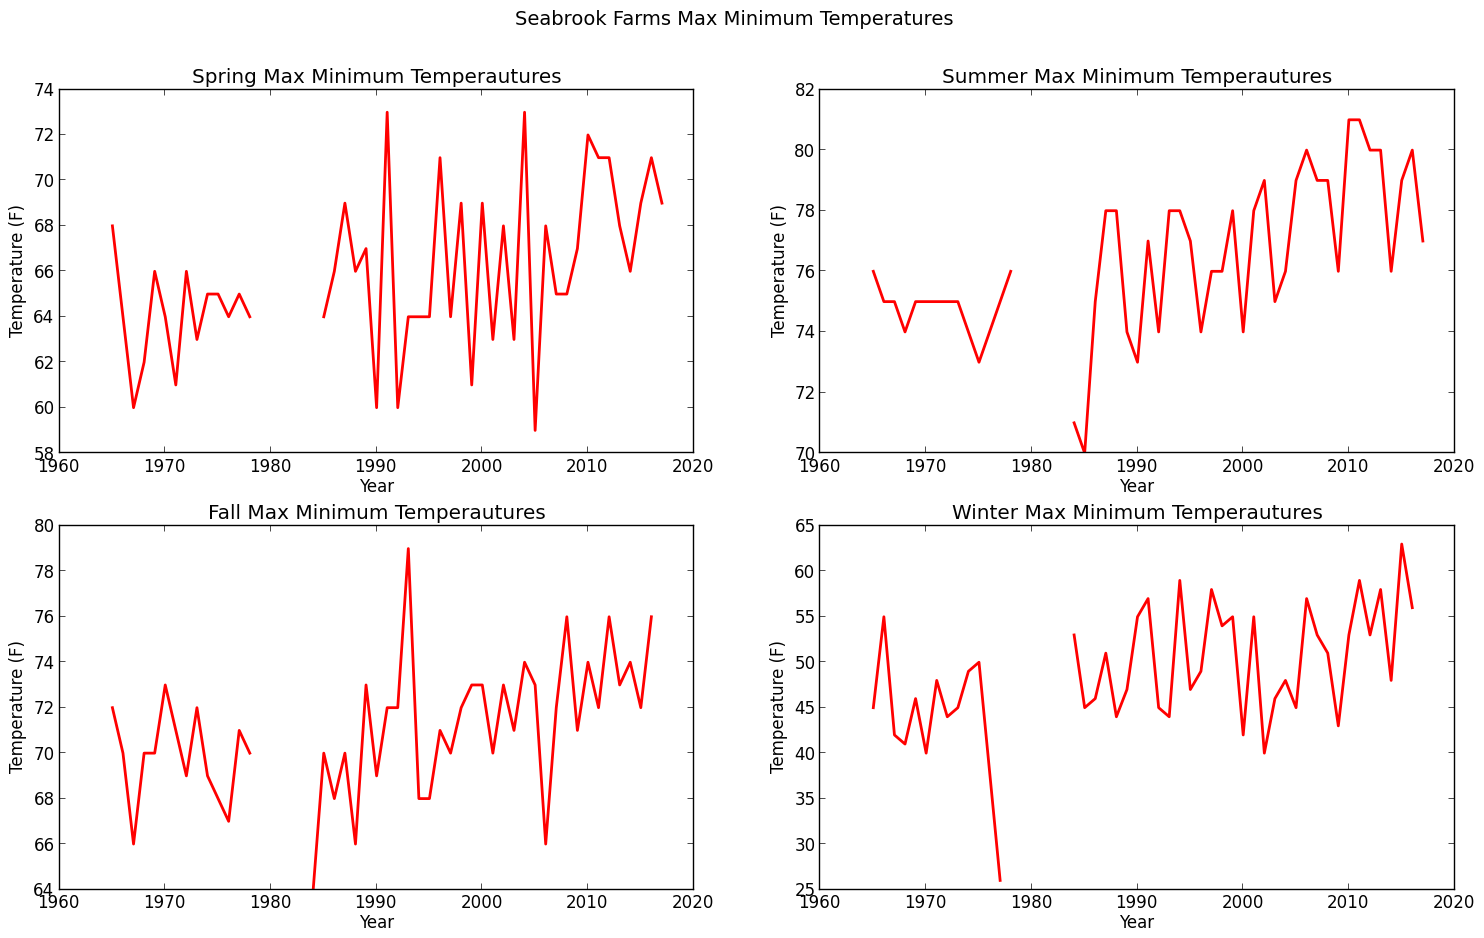 Seabrook Farms Max Minimum Temperatures
Spring Max Minimum Temperautures
Temperature (F)
74
72
70
68
66
64
62
60
58
1960 1970 1980 1990 2000 2010 2020
Year
Summer Max Minimum Temperautures
Temperature (F)
82
80
78
76
74
72
70
1960 1970 1980 1990 2000 2010 2020
Year
Fall Max Minimum Temperautures
Temperature (F)
80
78
76
74
72
70
68
66
64
1960 1970 1980 1990 2000 2010 2020
Year
Winter Max Minimum Temperautures
Temperature (F)
65
60
55
50
45
40
35
30
25
1960 1970 1980 1990 2000 2010 2020
Year